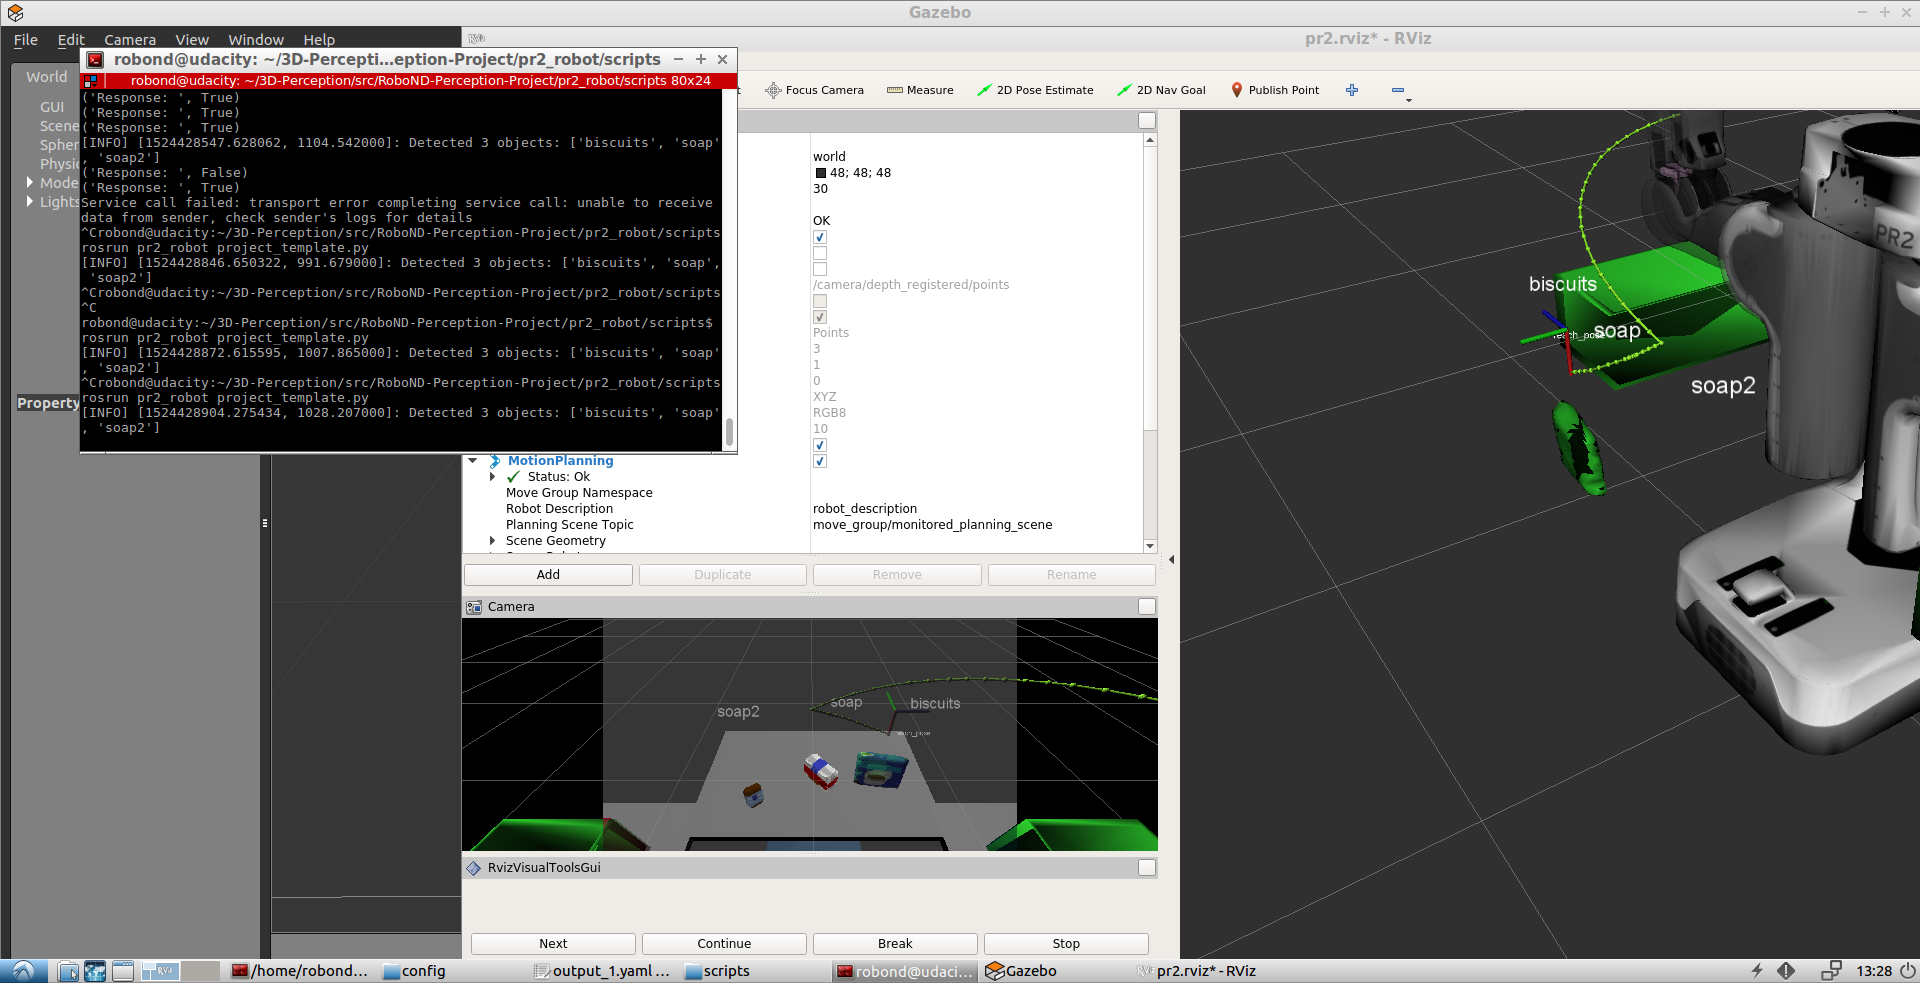 Gazebo
File Edit Camera View Window Help
pr2.rviz* - RViz
robond@udacity: ~/3D-Percepti...eption-Project/pr2_robot/scripts
robond@udacity: ~/3D-Perception/src/RoboND-Perception-Project/pr2_robot/scripts 80x24
World
GUI
Scene
Spher
Physic
Mode
Lights
Property
('Response: ', True)
('Response: ', True)
('Response: ', True)
[INFO] [1524428547.628062, 1104.542000]: Detected 3 objects: ['biscuits', 'soap'
, 'soap2']
('Response: ', False)
('Response: ', True)
Service call failed: transport error completing service call: unable to receive
data from sender, check sender's logs for details
^Crobond@udacity:~/3D-Perception/src/RoboND-Perception-Project/pr2_robot/scripts
rosrun pr2_robot project_template.py
[INFO] [1524428846.650322, 991.679000]: Detected 3 objects: ['biscuits', 'soap',
'soap2']
^Crobond@udacity:~/3D-Perception/src/RoboND-Perception-Project/pr2_robot/scripts
^C
robond@udacity:~/3D-Perception/src/RoboND-Perception-Project/pr2_robot/scripts$
rosrun pr2_robot project_template.py
[INFO] [1524428872.615595, 1007.865000]: Detected 3 objects: ['biscuits', 'soap'
, 'soap2']
^Crobond@udacity:~/3D-Perception/src/RoboND-Perception-Project/pr2_robot/scripts
rosrun pr2_robot project_template.py
[INFO] [1524428904.275434, 1028.207000]: Detected 3 objects: ['biscuits', 'soap'
, 'soap2']
Focus Camera Measure 2D Pose Estimate 2D Nav Goal Publish Point
world
48; 48; 48
30
OK
/camera/depth_registered/points
Points
3
1
0
XYZ
RGB8
10
MotionPlanning
Status: Ok
Move Group Namespace
Robot Description robot_description
Planning Scene Topic move_group/monitored_planning_scene
Scene Geometry
Add Duplicate Remove Rename
Camera
soap2 soap biscuits
reach_pose
RvizVisualToolsGui
Next Continue Break Stop
PR2
biscuits
soap
reach_pose
soap2
/home/robond... config output_1.yaml ... scripts robond@udaci... Gazebo pr2.rviz* - RViz 13:28